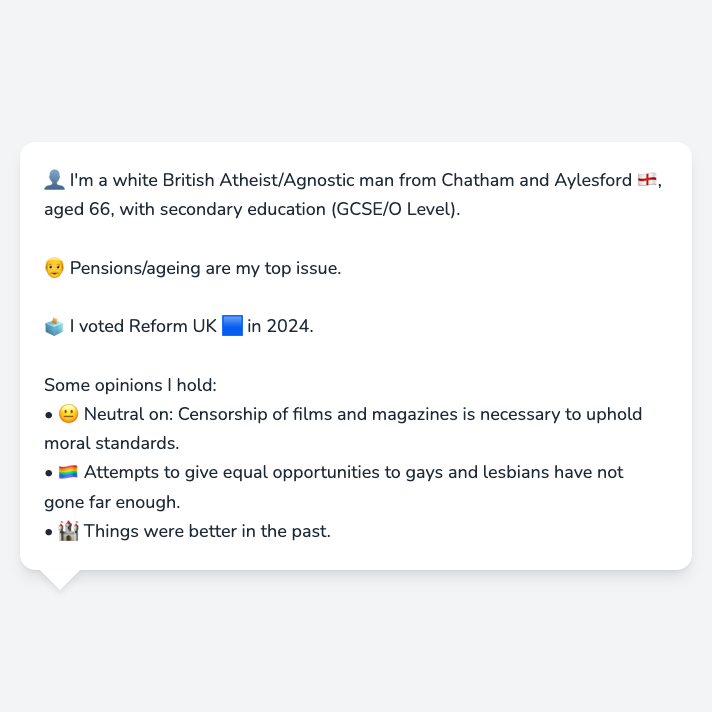 👤 I'm a white British Atheist/Agnostic man from Chatham and Aylesford 🏴󠁧󠁢󠁥󠁮󠁧󠁿,
aged 66, with secondary education (GCSE/O Level).
👴 Pensions/ageing are my top issue.
🗳️ I voted Reform UK 🟦 in 2024.
Some opinions I hold:
• 😐 Neutral on: Censorship of films and magazines is necessary to uphold
moral standards.
• 🏳️‍🌈 Attempts to give equal opportunities to gays and lesbians have not
gone far enough.
• 🏰 Things were better in the past.